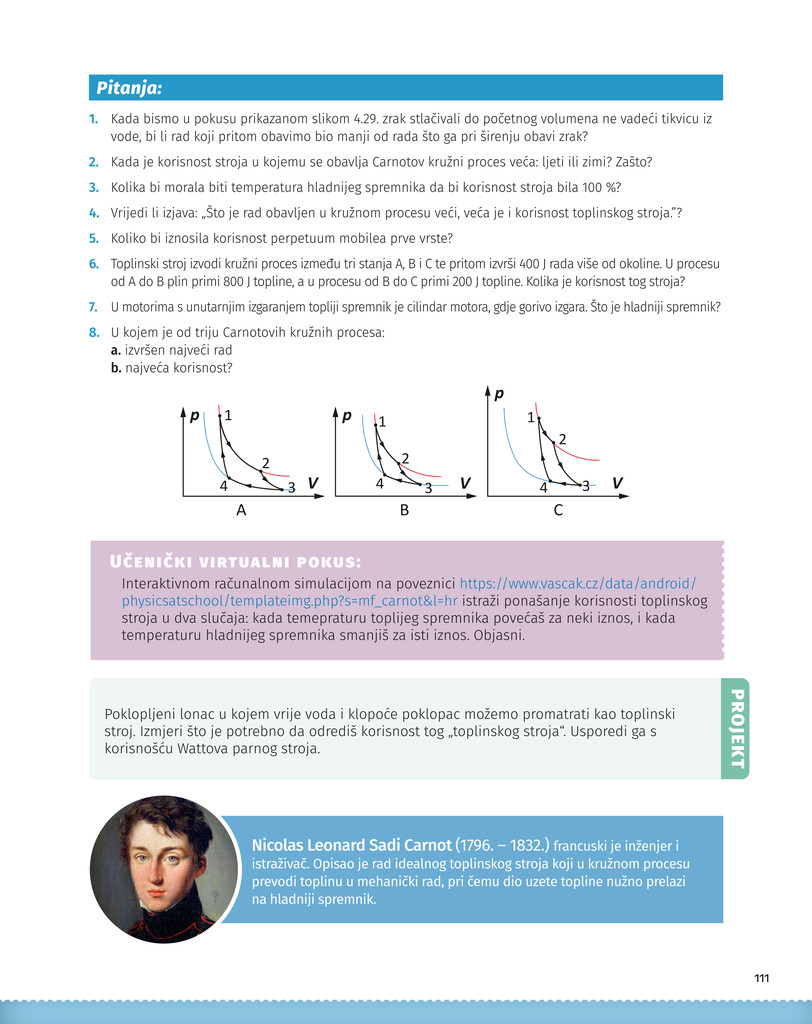 Pitanja:
1. Kada bismo u pokusu prikazanom slikom 4.29. zrak stlačivali do početnog volumena ne vadeći tikvicu iz
vode, bi li rad koji pritom obavimo bio manji od rada što ga pri širenju obavi zrak?
2. Kada je korisnost stroja u kojemu se obavlja Carnotov kružni proces veća: ljeti ili zimi? Zašto?
3. Kolika bi morala biti temperatura hladnijeg spremnika da bi korisnost stroja bila 100 %?
4. Vrijedi li izjava: „Što je rad obavljen u kružnom procesu veći, veća je i korisnost toplinskog stroja.”?
5. Koliko bi iznosila korisnost perpetuum mobilea prve vrste?
6. Toplinski stroj izvodi kružni proces između tri stanja A, B i C te pritom izvrši 400 J rada više od okoline. U procesu
od A do B plin primi 800 J topline, a u procesu od B do C primi 200 J topline. Kolika je korisnost tog stroja?
7. U motorima s unutarnjim izgaranjem topliji spremnik je cilindar motora, gdje gorivo izgara. Što je hladniji spremnik?
8. U kojem je od triju Carnotovih kružnih procesa:
a. izvršen najveći rad
b. najveća korisnost?
p 1 2 3 4 V
A
p 1 2 3 4 V
B
p 1 2 3 4 V
C
Učenički virtualni pokus:
Interaktivnom računalnom simulacijom na poveznici https://www.vascak.cz/data/android/
physicsatschool/templateimg.php?s=mf_carnot&l=hr istraži ponašanje korisnosti toplinskog
stroja u dva slučaja: kada temepraturu toplijeg spremnika povećaš za neki iznos, i kada
temperaturu hladnijeg spremnika smanjiš za isti iznos. Objasni.
Poklopljeni lonac u kojem vrije voda i klopoće poklopac možemo promatrati kao toplinski
stroj. Izmjeri što je potrebno da odrediš korisnost tog „toplinskog stroja“. Usporedi ga s
korisnošću Wattova parnog stroja.
PROJEKT
Nicolas Leonard Sadi Carnot (1796. – 1832.) francuski je inženjer i
istraživač. Opisao je rad idealnog toplinskog stroja koji u kružnom procesu
prevodi toplinu u mehanički rad, pri čemu dio uzete topline nužno prelazi
na hladniji spremnik.
111